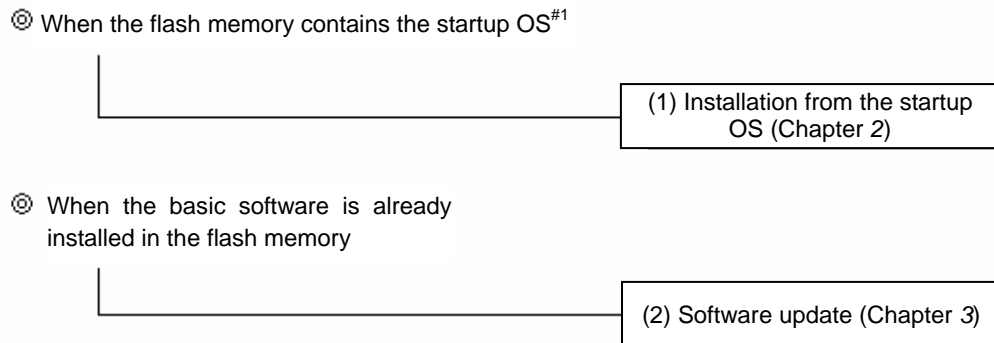 ◎ When the flash memory contains the startup OS#1
(1) Installation from the startup
OS (Chapter 2)
◎ When the basic software is already
installed in the flash memory
(2) Software update (Chapter 3)